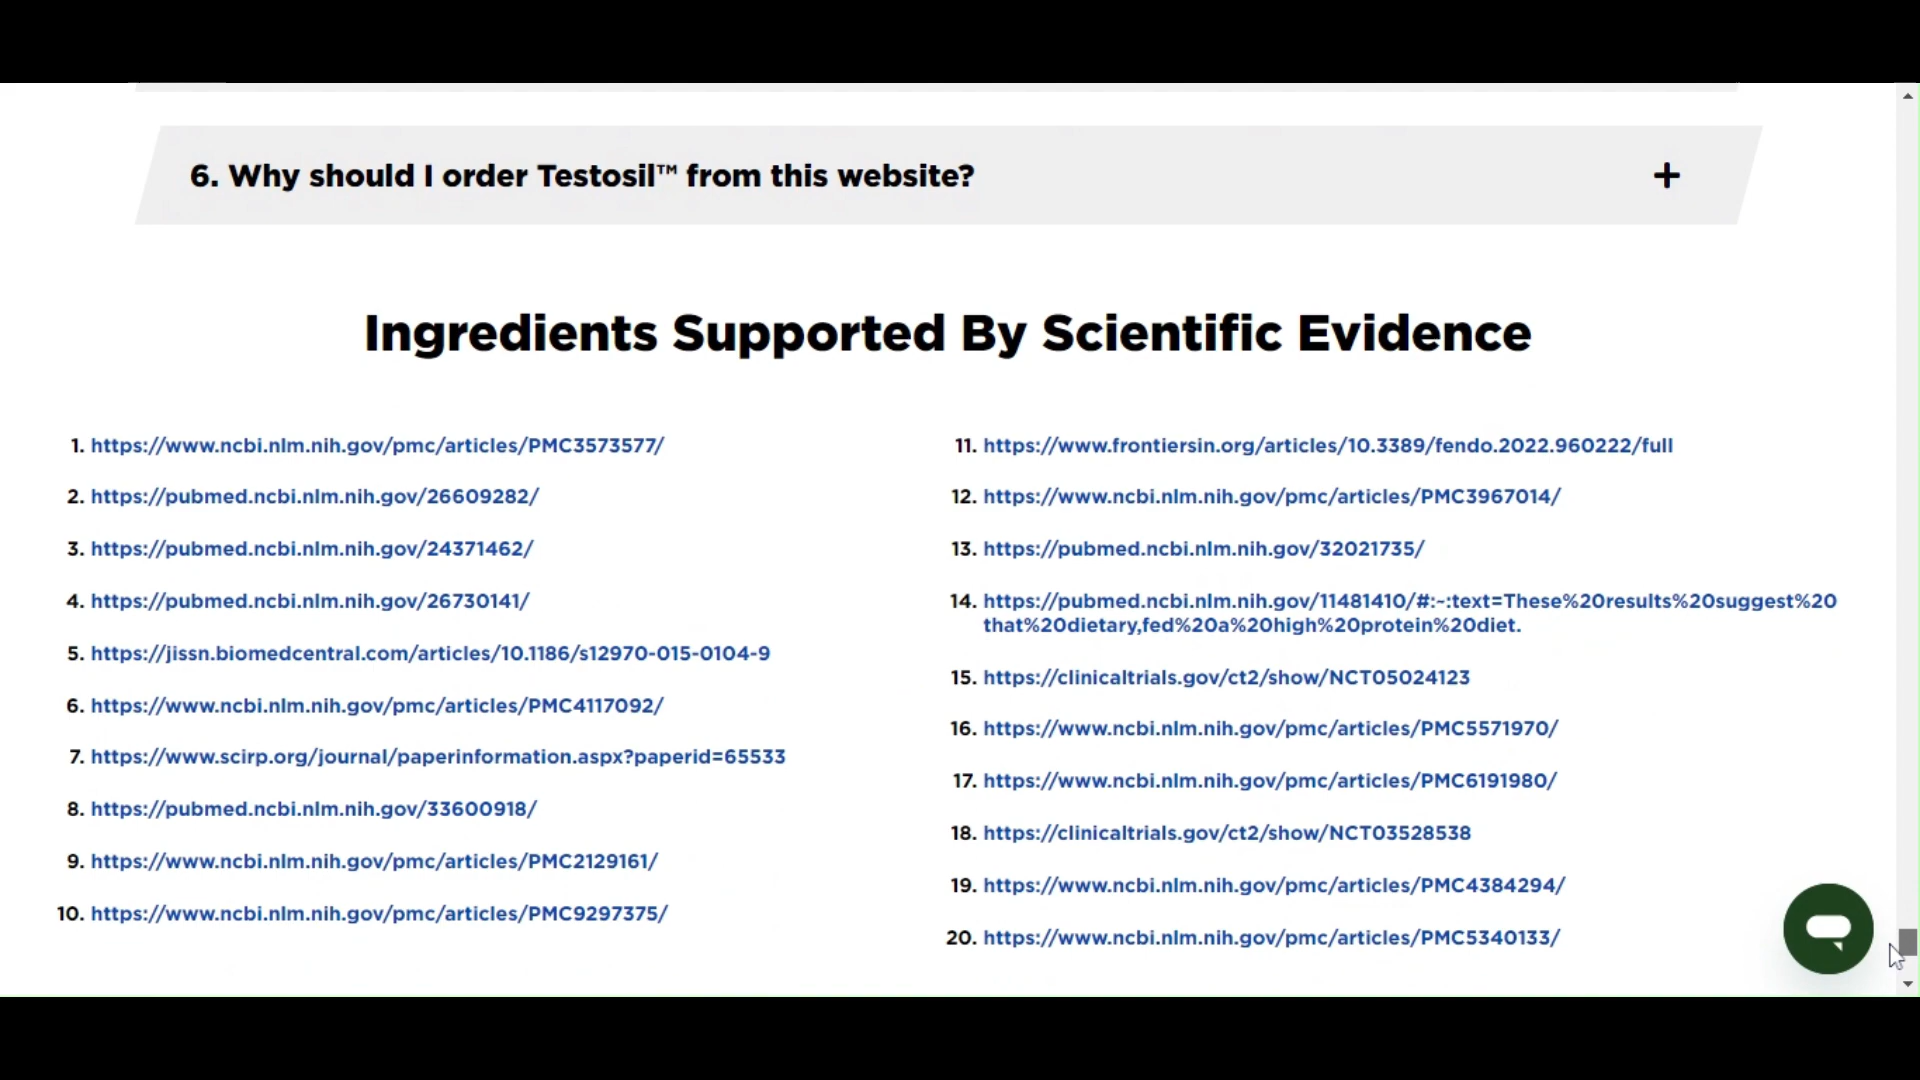 6. Why should I order Testosil™ from this website?
+
Ingredients Supported By Scientific Evidence
1. https://www.ncbi.nlm.nih.gov/pmc/articles/PMC3573577/
2. https://pubmed.ncbi.nlm.nih.gov/26609282/
3. https://pubmed.ncbi.nlm.nih.gov/24371462/
4. https://pubmed.ncbi.nlm.nih.gov/26730141/
5. https://jissn.biomedcentral.com/articles/10.1186/s12970-015-0104-9
6. https://www.ncbi.nlm.nih.gov/pmc/articles/PMC4117092/
7. https://www.scirp.org/journal/paperinformation.aspx?paperid=65533
8. https://pubmed.ncbi.nlm.nih.gov/33600918/
9. https://www.ncbi.nlm.nih.gov/pmc/articles/PMC2129161/
10. https://www.ncbi.nlm.nih.gov/pmc/articles/PMC9297375/
11. https://www.frontiersin.org/articles/10.3389/fendo.2022.960222/full
12. https://www.ncbi.nlm.nih.gov/pmc/articles/PMC3967014/
13. https://pubmed.ncbi.nlm.nih.gov/32021735/
14. https://pubmed.ncbi.nlm.nih.gov/11481410/#:~:text=These%20results%20suggest%20
that%20dietary,fed%20a%20high%20protein%20diet.
15. https://clinicaltrials.gov/ct2/show/NCT05024123
16. https://www.ncbi.nlm.nih.gov/pmc/articles/PMC5571970/
17. https://www.ncbi.nlm.nih.gov/pmc/articles/PMC6191980/
18. https://clinicaltrials.gov/ct2/show/NCT03528538
19. https://www.ncbi.nlm.nih.gov/pmc/articles/PMC4384294/
20. https://www.ncbi.nlm.nih.gov/pmc/articles/PMC5340133/